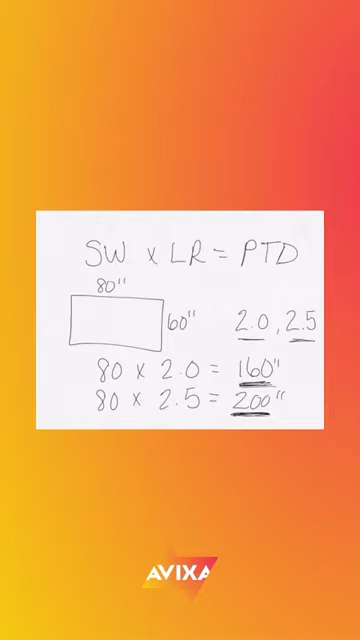 SW x LR = PTD
80"
60"
2.0, 2.5
80 x 2.0 = 160"
80 x 2.5 = 200"
AVIXA